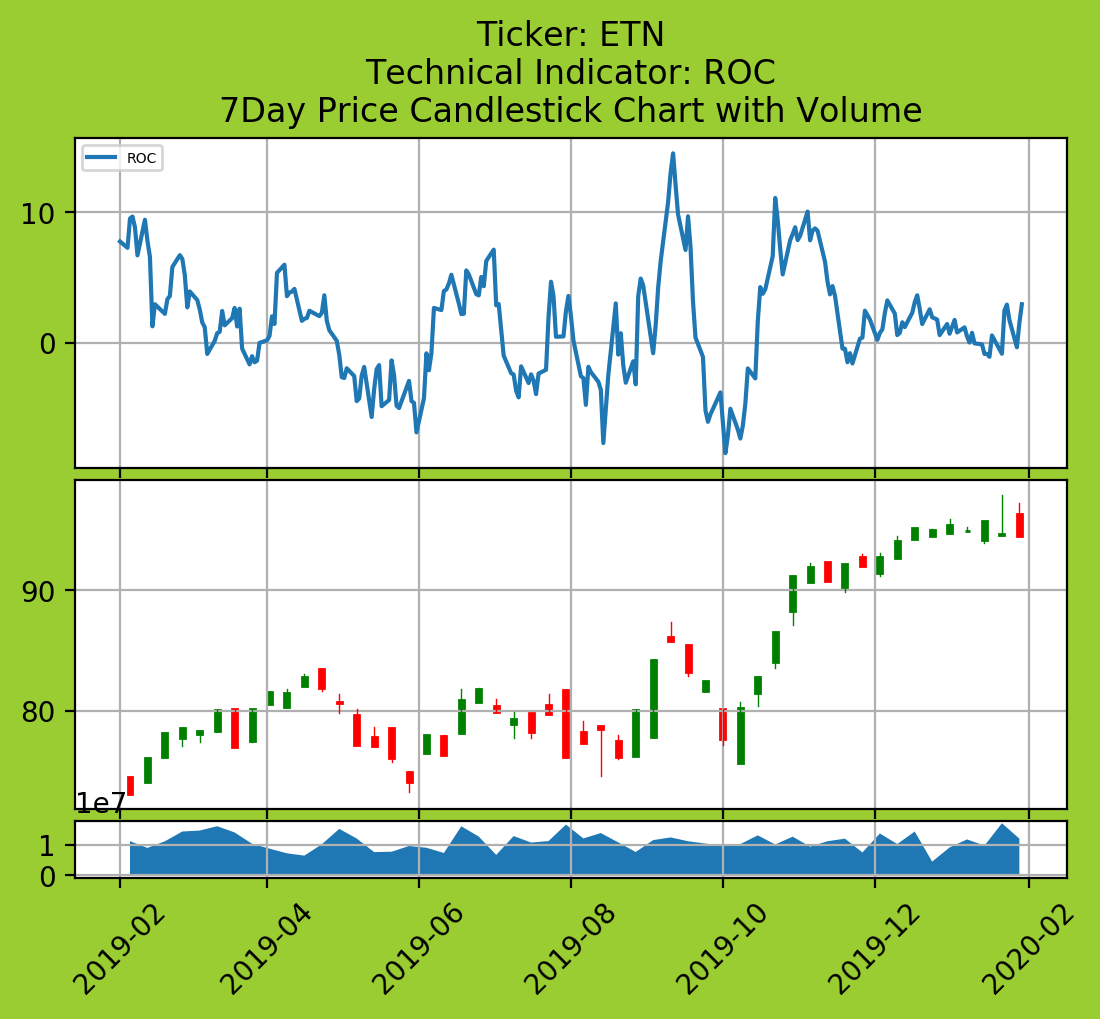 Ticker: ETN
Technical Indicator: ROC
7Day Price Candlestick Chart with Volume
ROC
10
0
90
80
1e7
1
0
2019-02
2019-04
2019-06
2019-08
2019-10
2019-12
2020-02